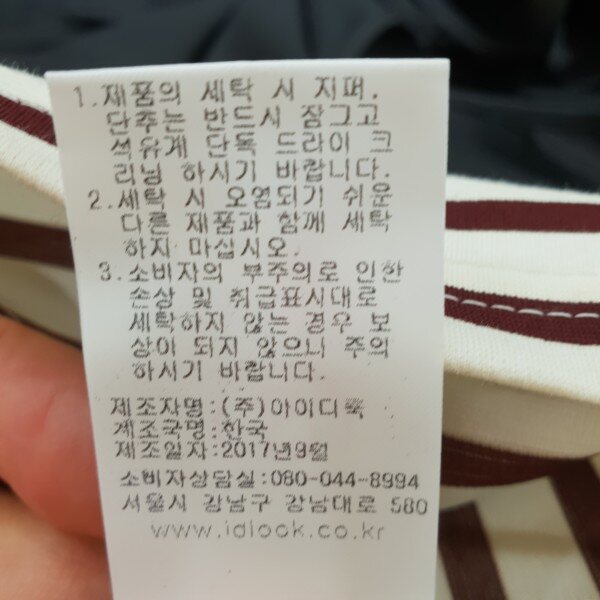 1.제품의 세탁 시 지퍼.
단추는 반드시 잠그고
석유계 단독 드라이 크
리닝 하시기 바랍니다.
2.세탁 시 오염되기 쉬운
다른 제품과 함께 세탁
하지 마십시오.
3.소비자의 부주의로 인한
손상 및 취급표시대로
세탁하지 않는 경우 보
상이 되지 않으니 주의
하시기 바랍니다.
제조자명:(주)아이디룩
제조국명:한국
제조일자:2017년9월
소비자상담실:080-044-8994
서울시 강남구 강남대로 580
www.idlook.co.kr